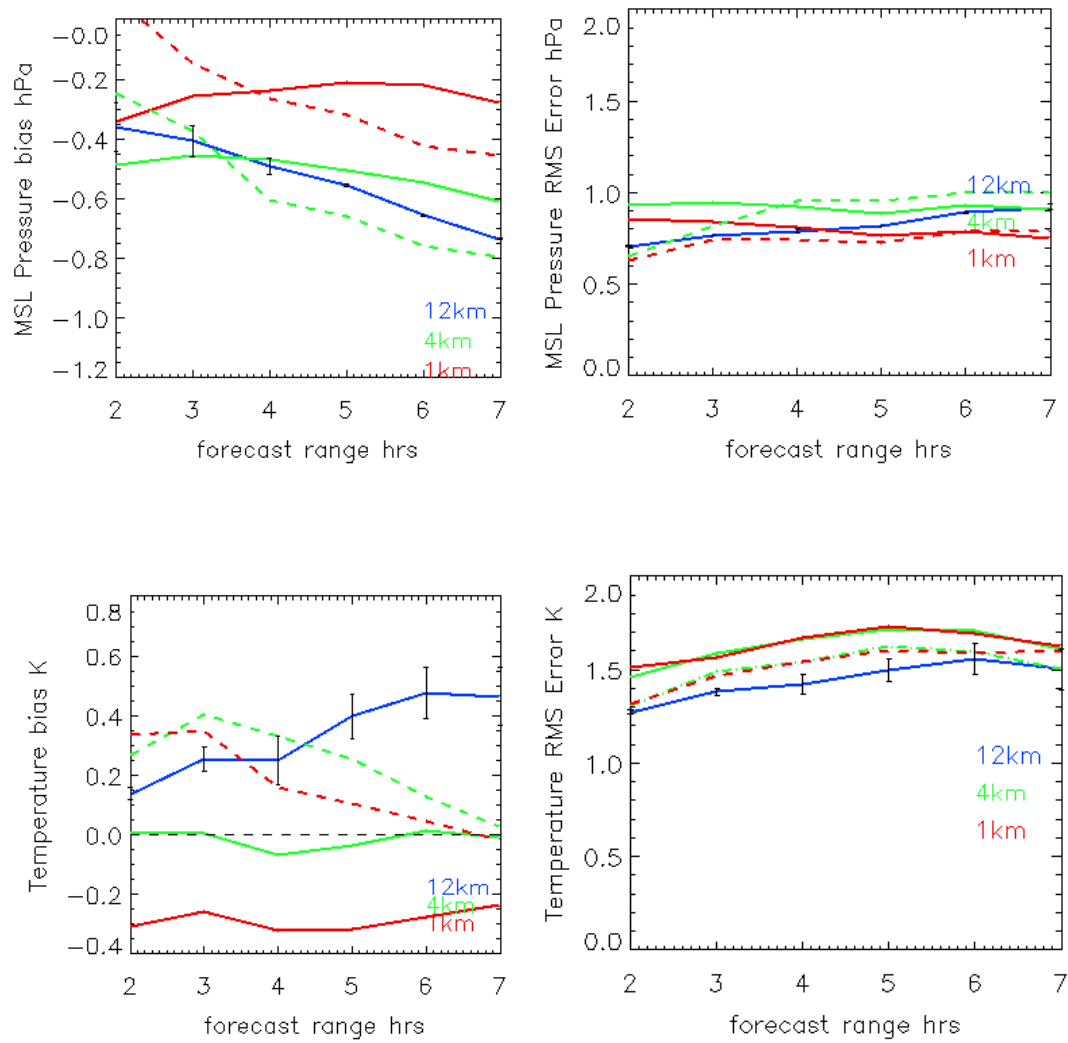 MSL Pressure bias hPa
−0.0
−0.2
−0.4
−0.6
−0.8
−1.0
−1.2
12km
4km
1km
2 3 4 5 6 7
forecast range hrs
MSL Pressure RMS Error hPa
2.0
1.5
1.0
0.5
0.0
12km
4km
1km
2 3 4 5 6 7
forecast range hrs
Temperature bias K
0.8
0.6
0.4
0.2
0.0
−0.2
−0.4
12km
4km
1km
2 3 4 5 6 7
forecast range hrs
Temperature RMS Error K
2.0
1.5
1.0
0.5
0.0
12km
4km
1km
2 3 4 5 6 7
forecast range hrs